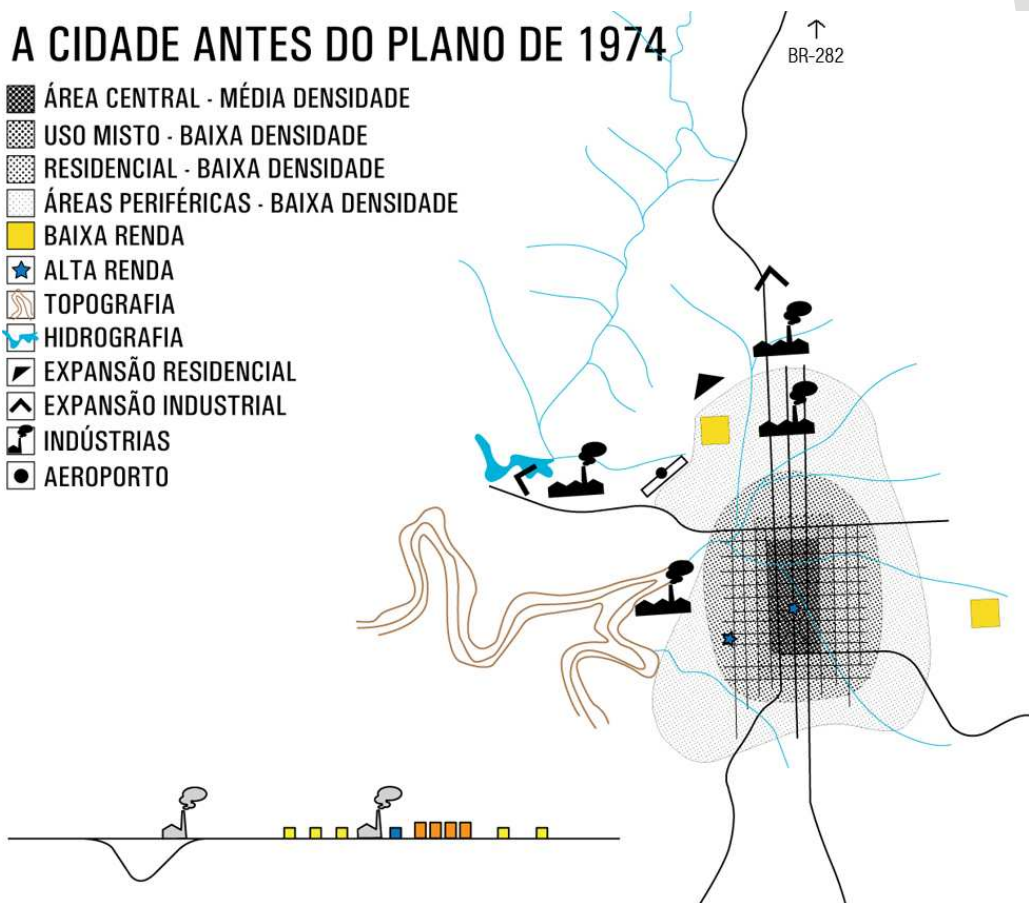 A CIDADE ANTES DO PLANO DE 1974
BR-282
ÁREA CENTRAL - MÉDIA DENSIDADE
USO MISTO - BAIXA DENSIDADE
RESIDENCIAL - BAIXA DENSIDADE
ÁREAS PERIFÉRICAS - BAIXA DENSIDADE
BAIXA RENDA
ALTA RENDA
TOPOGRAFIA
HIDROGRAFIA
EXPANSÃO RESIDENCIAL
EXPANSÃO INDUSTRIAL
INDÚSTRIAS
AEROPORTO